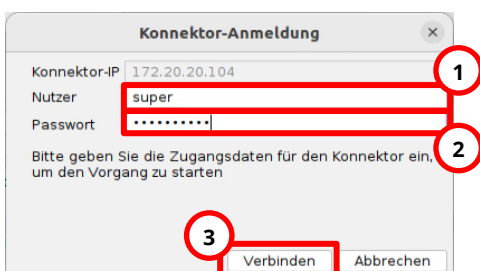 Konnektor-Anmeldung ×
Konnektor-IP 172.20.20.104
1
Nutzer super
Passwort ••••••••••
2
Bitte geben Sie die Zugangsdaten für den Konnektor ein,
um den Vorgang zu starten
3
Verbinden Abbrechen